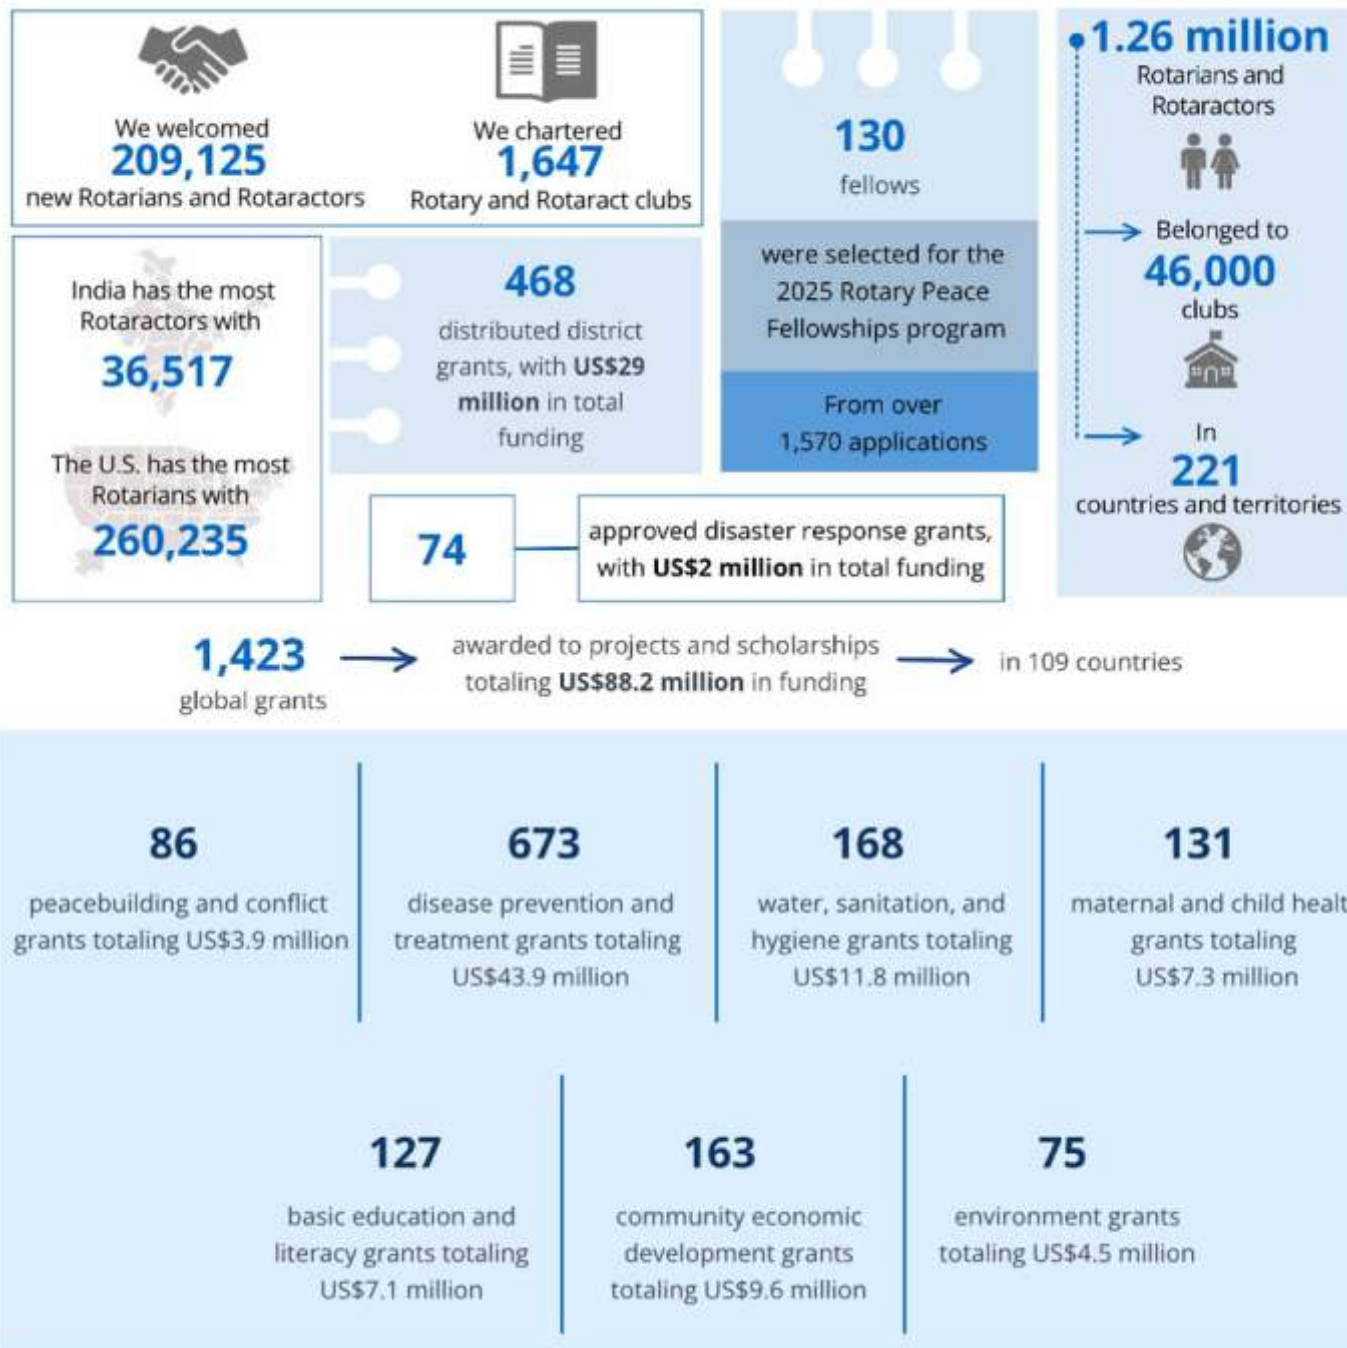 We welcomed
209,125
new Rotarians and Rotaractors
We chartered
1,647
Rotary and Rotaract clubs
130
fellows
were selected for the
2025 Rotary Peace
Fellowships program
From over
1,570 applications
1.26 million
Rotarians and
Rotaractors
Belonged to
46,000
clubs
In
221
countries and territories
India has the most
Rotaractors with
36,517
The U.S. has the most
Rotarians with
260,235
468
distributed district
grants, with US$29
million in total
funding
74
approved disaster response grants,
with US$2 million in total funding
1,423
global grants
awarded to projects and scholarships
totaling US$88.2 million in funding
in 109 countries
86
peacebuilding and conflict
grants totaling US$3.9 million
673
disease prevention and
treatment grants totaling
US$43.9 million
168
water, sanitation, and
hygiene grants totaling
US$11.8 million
131
maternal and child healt
grants totaling
US$7.3 million
127
basic education and
literacy grants totaling
US$7.1 million
163
community economic
development grants
totaling US$9.6 million
75
environment grants
totaling US$4.5 million